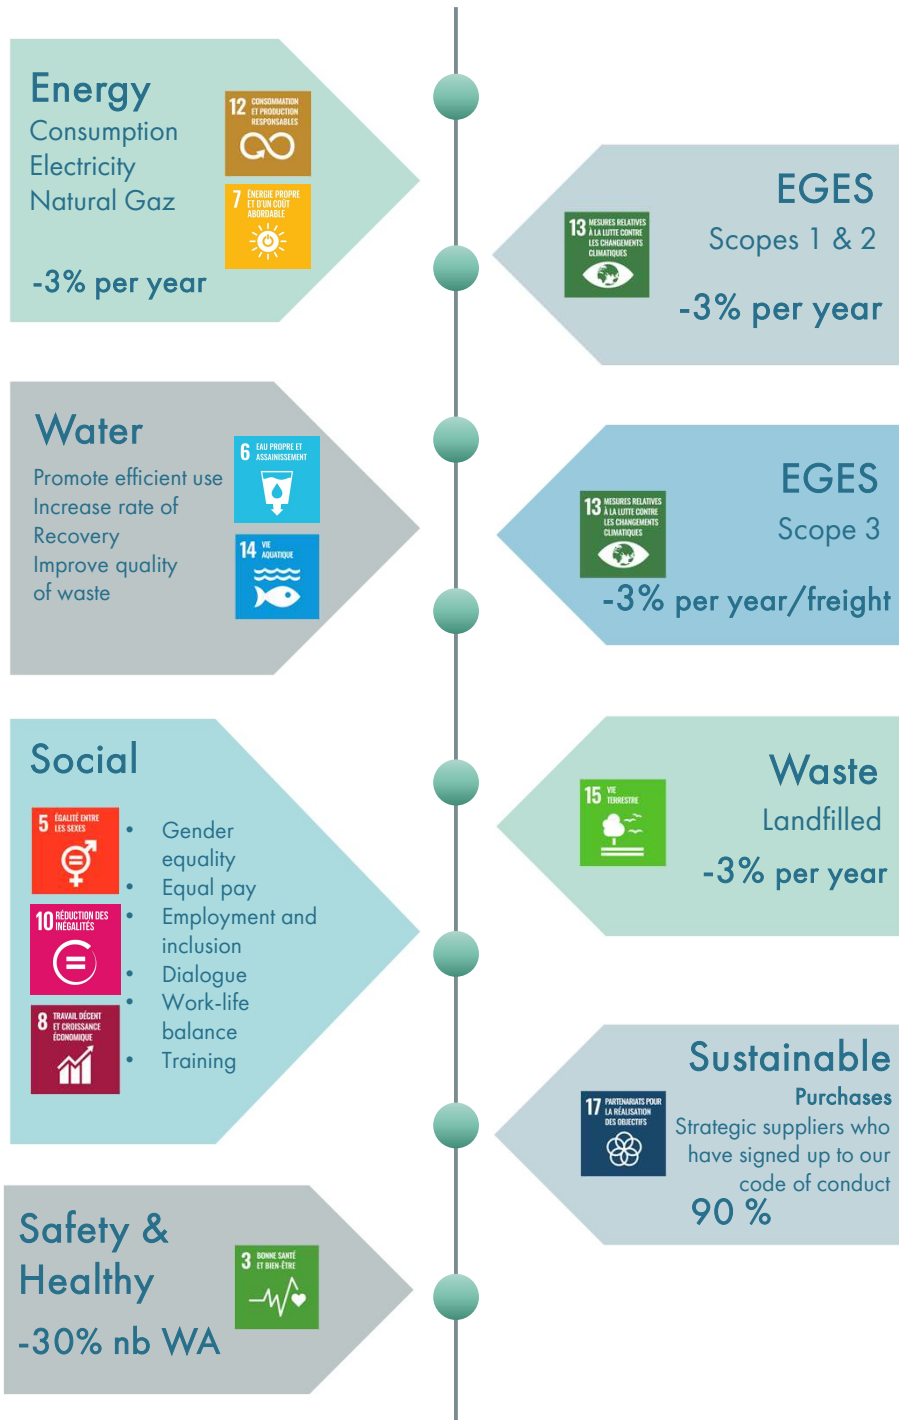 Energy
Consumption
Electricity
Natural Gaz
-3% per year
12 CONSOMMATION
ET PRODUCTION
RESPONSABLES
7 ÉNERGIE PROPRE
ET D'UN COÛT
ABORDABLE
EGES
Scopes 1 & 2
-3% per year
13 MESURES RELATIVES
À LA LUTTE CONTRE
LES CHANGEMENTS
CLIMATIQUES
Water
Promote efficient use
Increase rate of
Recovery
Improve quality
of waste
6 EAU PROPRE ET
ASSAINISSEMENT
14 VIE
AQUATIQUE
EGES
Scope 3
13 MESURES RELATIVES
À LA LUTTE CONTRE
LES CHANGEMENTS
CLIMATIQUES
-3% per year/freight
Social
5 ÉGALITÉ ENTRE
LES SEXES
10 RÉDUCTION DES
INÉGALITÉS
8 TRAVAIL DÉCENT
ET CROISSANCE
ÉCONOMIQUE
• Gender
equality
• Equal pay
• Employment and
inclusion
• Dialogue
• Work-life
balance
• Training
Waste
Landfilled
-3% per year
15 VIE
TERRESTRE
Sustainable
Purchases
Strategic suppliers who
have signed up to our
code of conduct
90 %
17 PARTENARIATS POUR
LA RÉALISATION
DES OBJECTIFS
Safety &
Healthy
-30% nb WA
3 BONNE SANTÉ
ET BIEN-ÊTRE